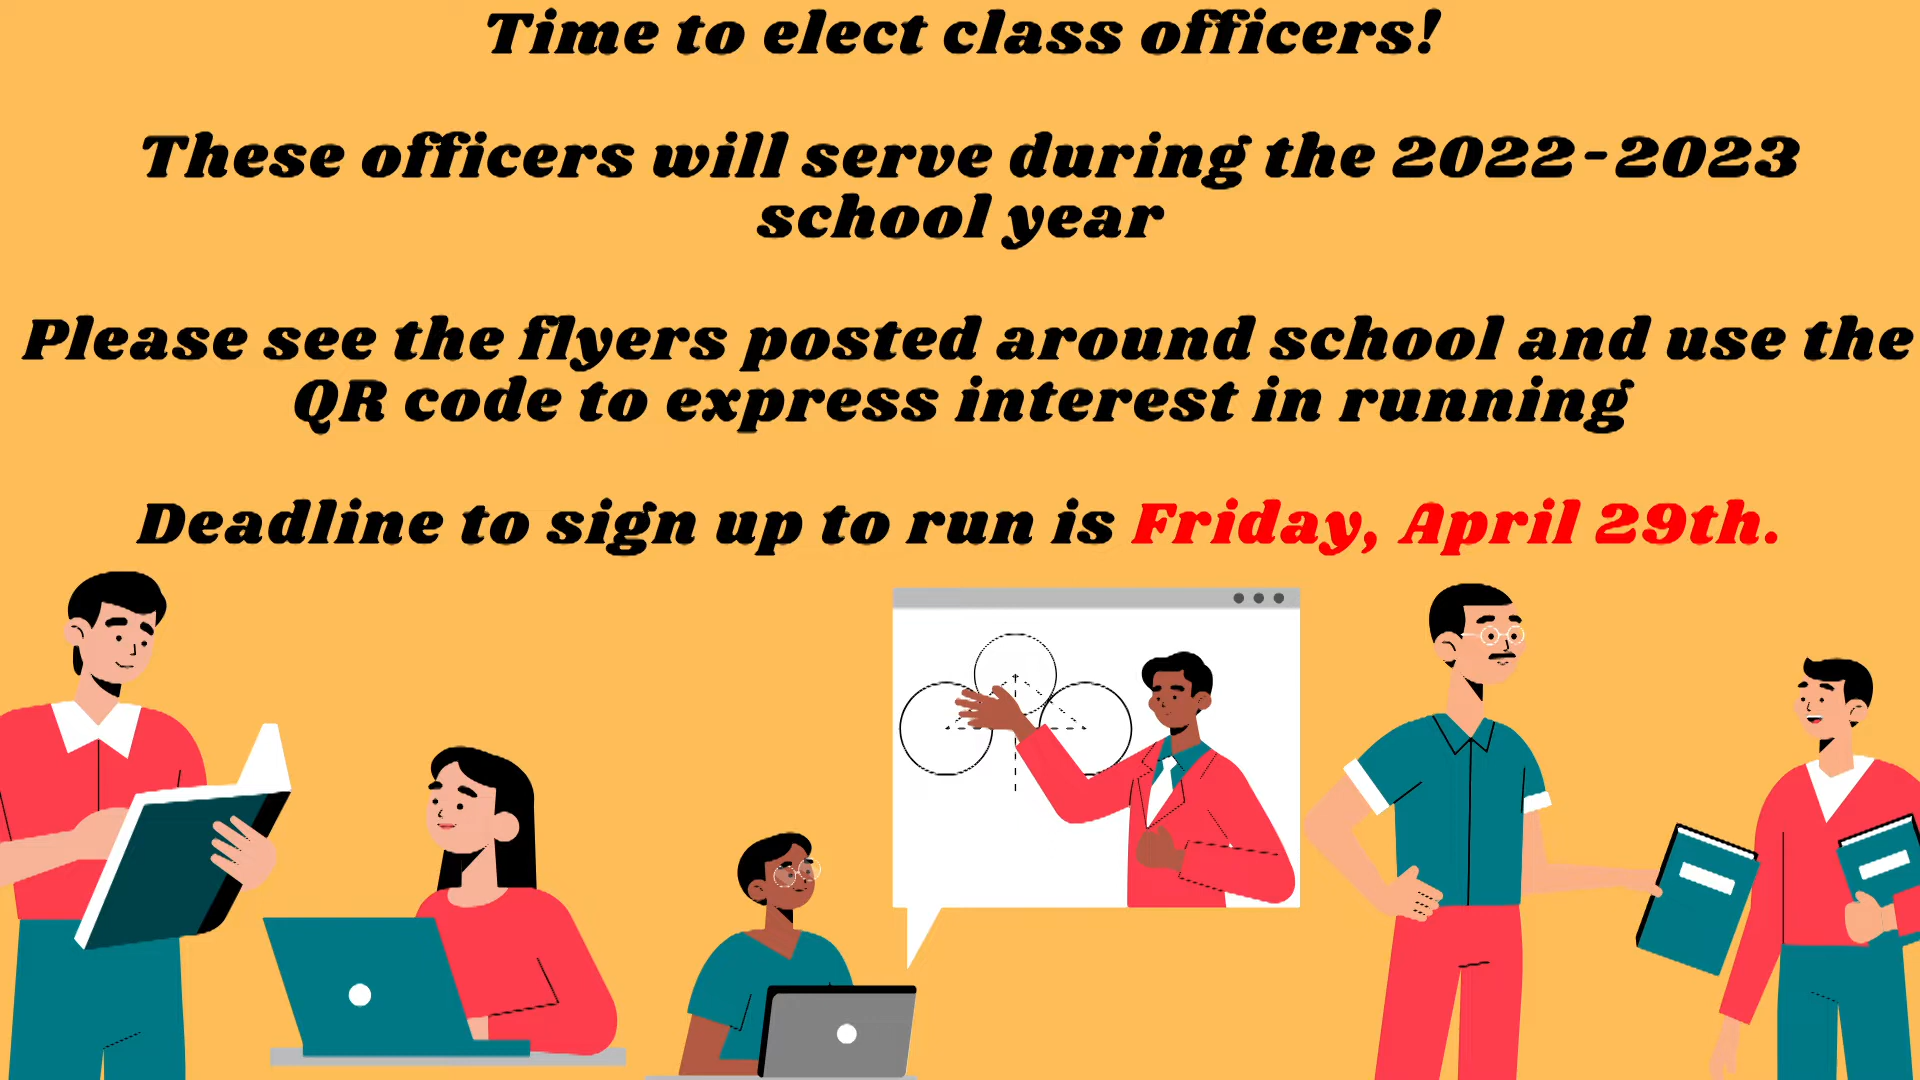 Time to elect class officers!
These officers will serve during the 2022-2023
school year
Please see the flyers posted around school and use the
QR code to express interest in running
Deadline to sign up to run is Friday, April 29th.